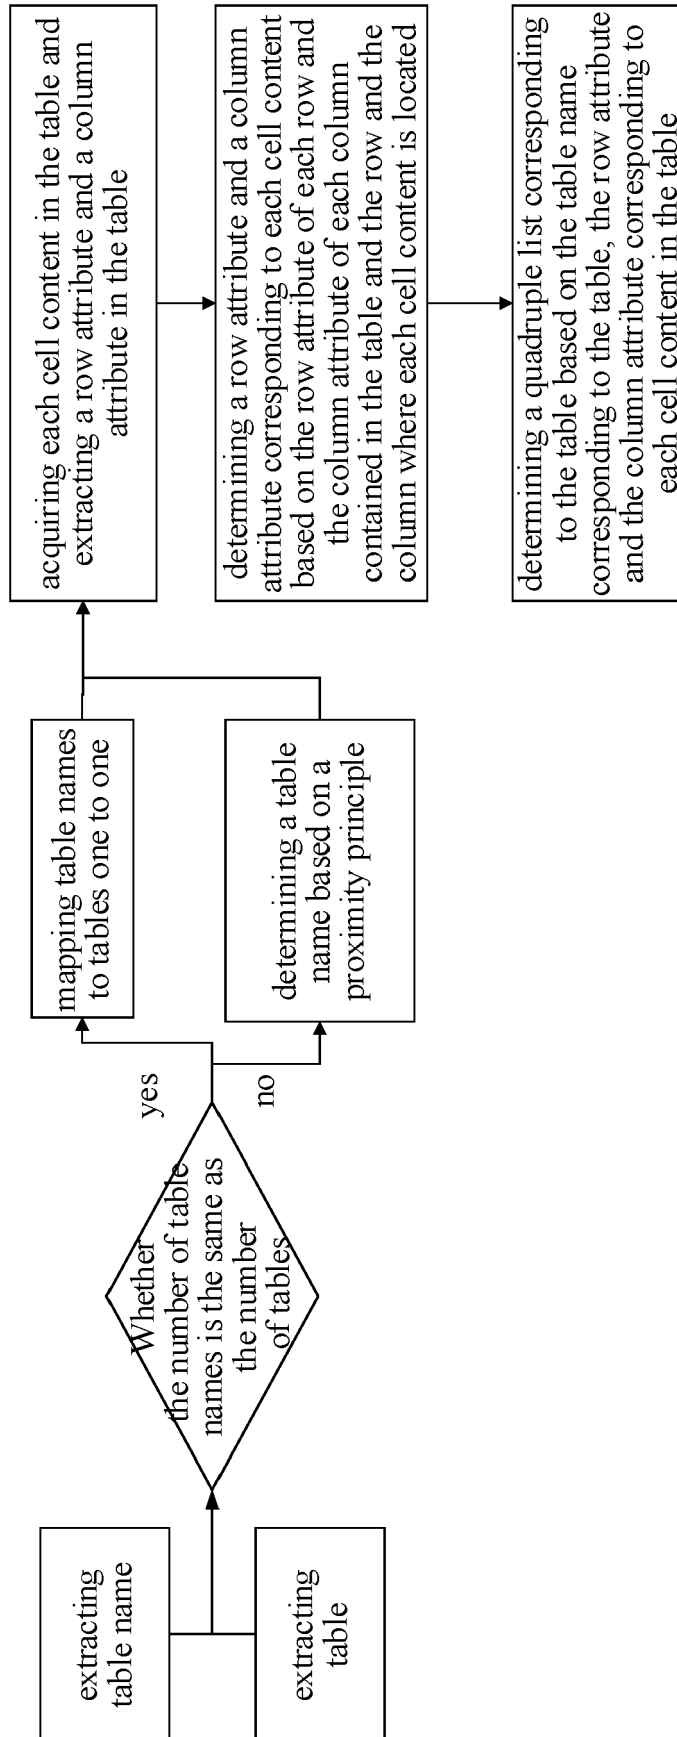 extracting
table name
extracting
table
Whether
the number of table
names is the same as
the number
of tables
yes
no
mapping table names
to tables one to one
determining a table
name based on a
proximity principle
acquiring each cell content in the table and
extracting a row attribute and a column
attribute in the table
determining a row attribute and a column
attribute corresponding to each cell content
based on the row attribute of each row and
the column attribute of each column
contained in the table and the row and the
column where each cell content is located
determining a quadruple list corresponding
to the table based on the table name
corresponding to the table, the row attribute
and the column attribute corresponding to
each cell content in the table